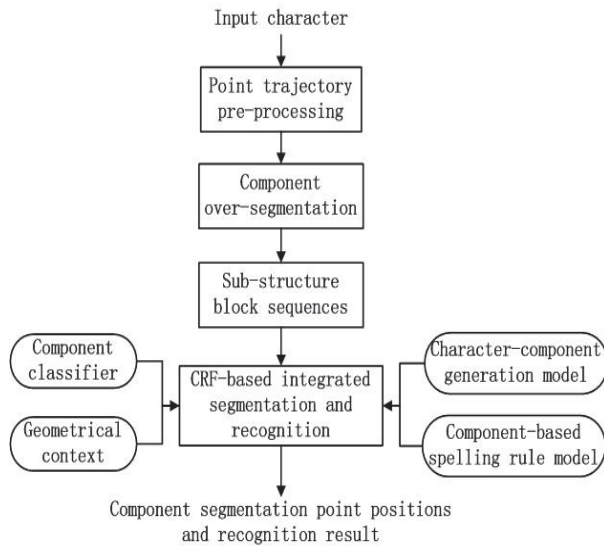 Input character
Point trajectory
pre-processing
Component
over-segmentation
Sub-structure
block sequences
Component
classifier
Geometrical
context
CRF-based integrated
segmentation and
recognition
Character-component
generation model
Component-based
spelling rule model
Component segmentation point positions
and recognition result